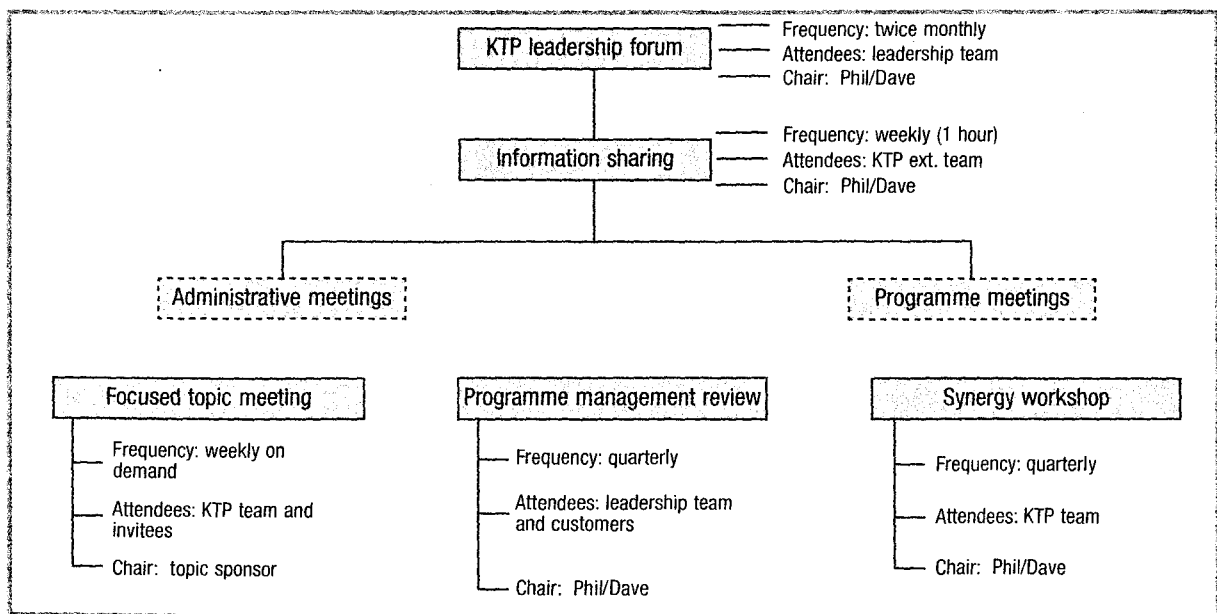 KTP leadership forum
Frequency: twice monthly
Attendees: leadership team
Chair: Phil/Dave
Information sharing
Frequency: weekly (1 hour)
Attendees: KTP ext. team
Chair: Phil/Dave
Administrative meetings
Programme meetings
Focused topic meeting
Frequency: weekly on
demand
Attendees: KTP team and
invitees
Chair: topic sponsor
Programme management review
Frequency: quarterly
Attendees: leadership team
and customers
Chair: Phil/Dave
Synergy workshop
Frequency: quarterly
Attendees: KTP team
Chair: Phil/Dave